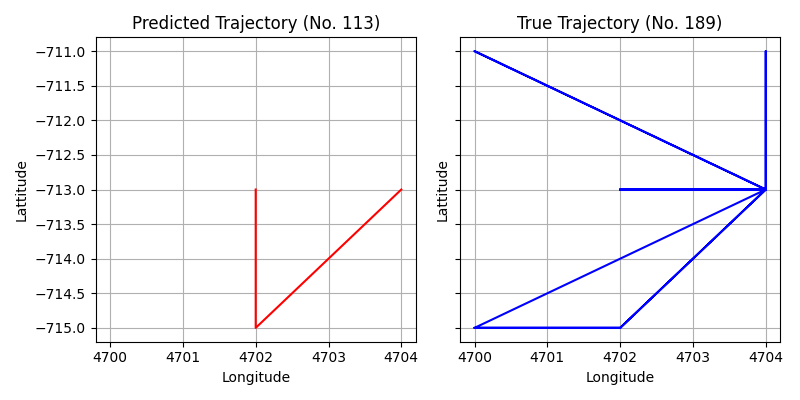 Predicted Trajectory (No. 113)
True Trajectory (No. 189)
−711.0
−711.5
−712.0
−712.5
−713.0
−713.5
−714.0
−714.5
−715.0
Lattitude
Lattitude
4700 4701 4702 4703 4704
4700 4701 4702 4703 4704
Longitude
Longitude